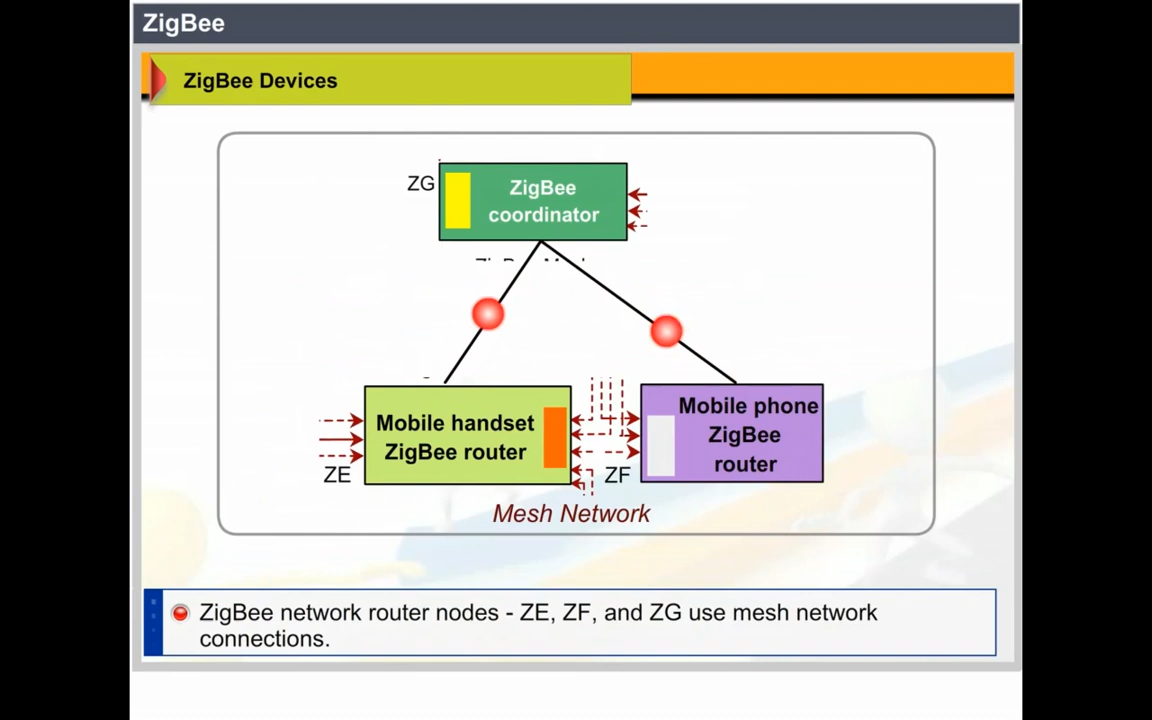 ZigBee
ZigBee Devices
ZG
ZigBee
coordinator
Mobile handset
ZigBee router
ZE
Mobile phone
ZigBee
router
ZF
Mesh Network
ZigBee network router nodes - ZE, ZF, and ZG use mesh network
connections.